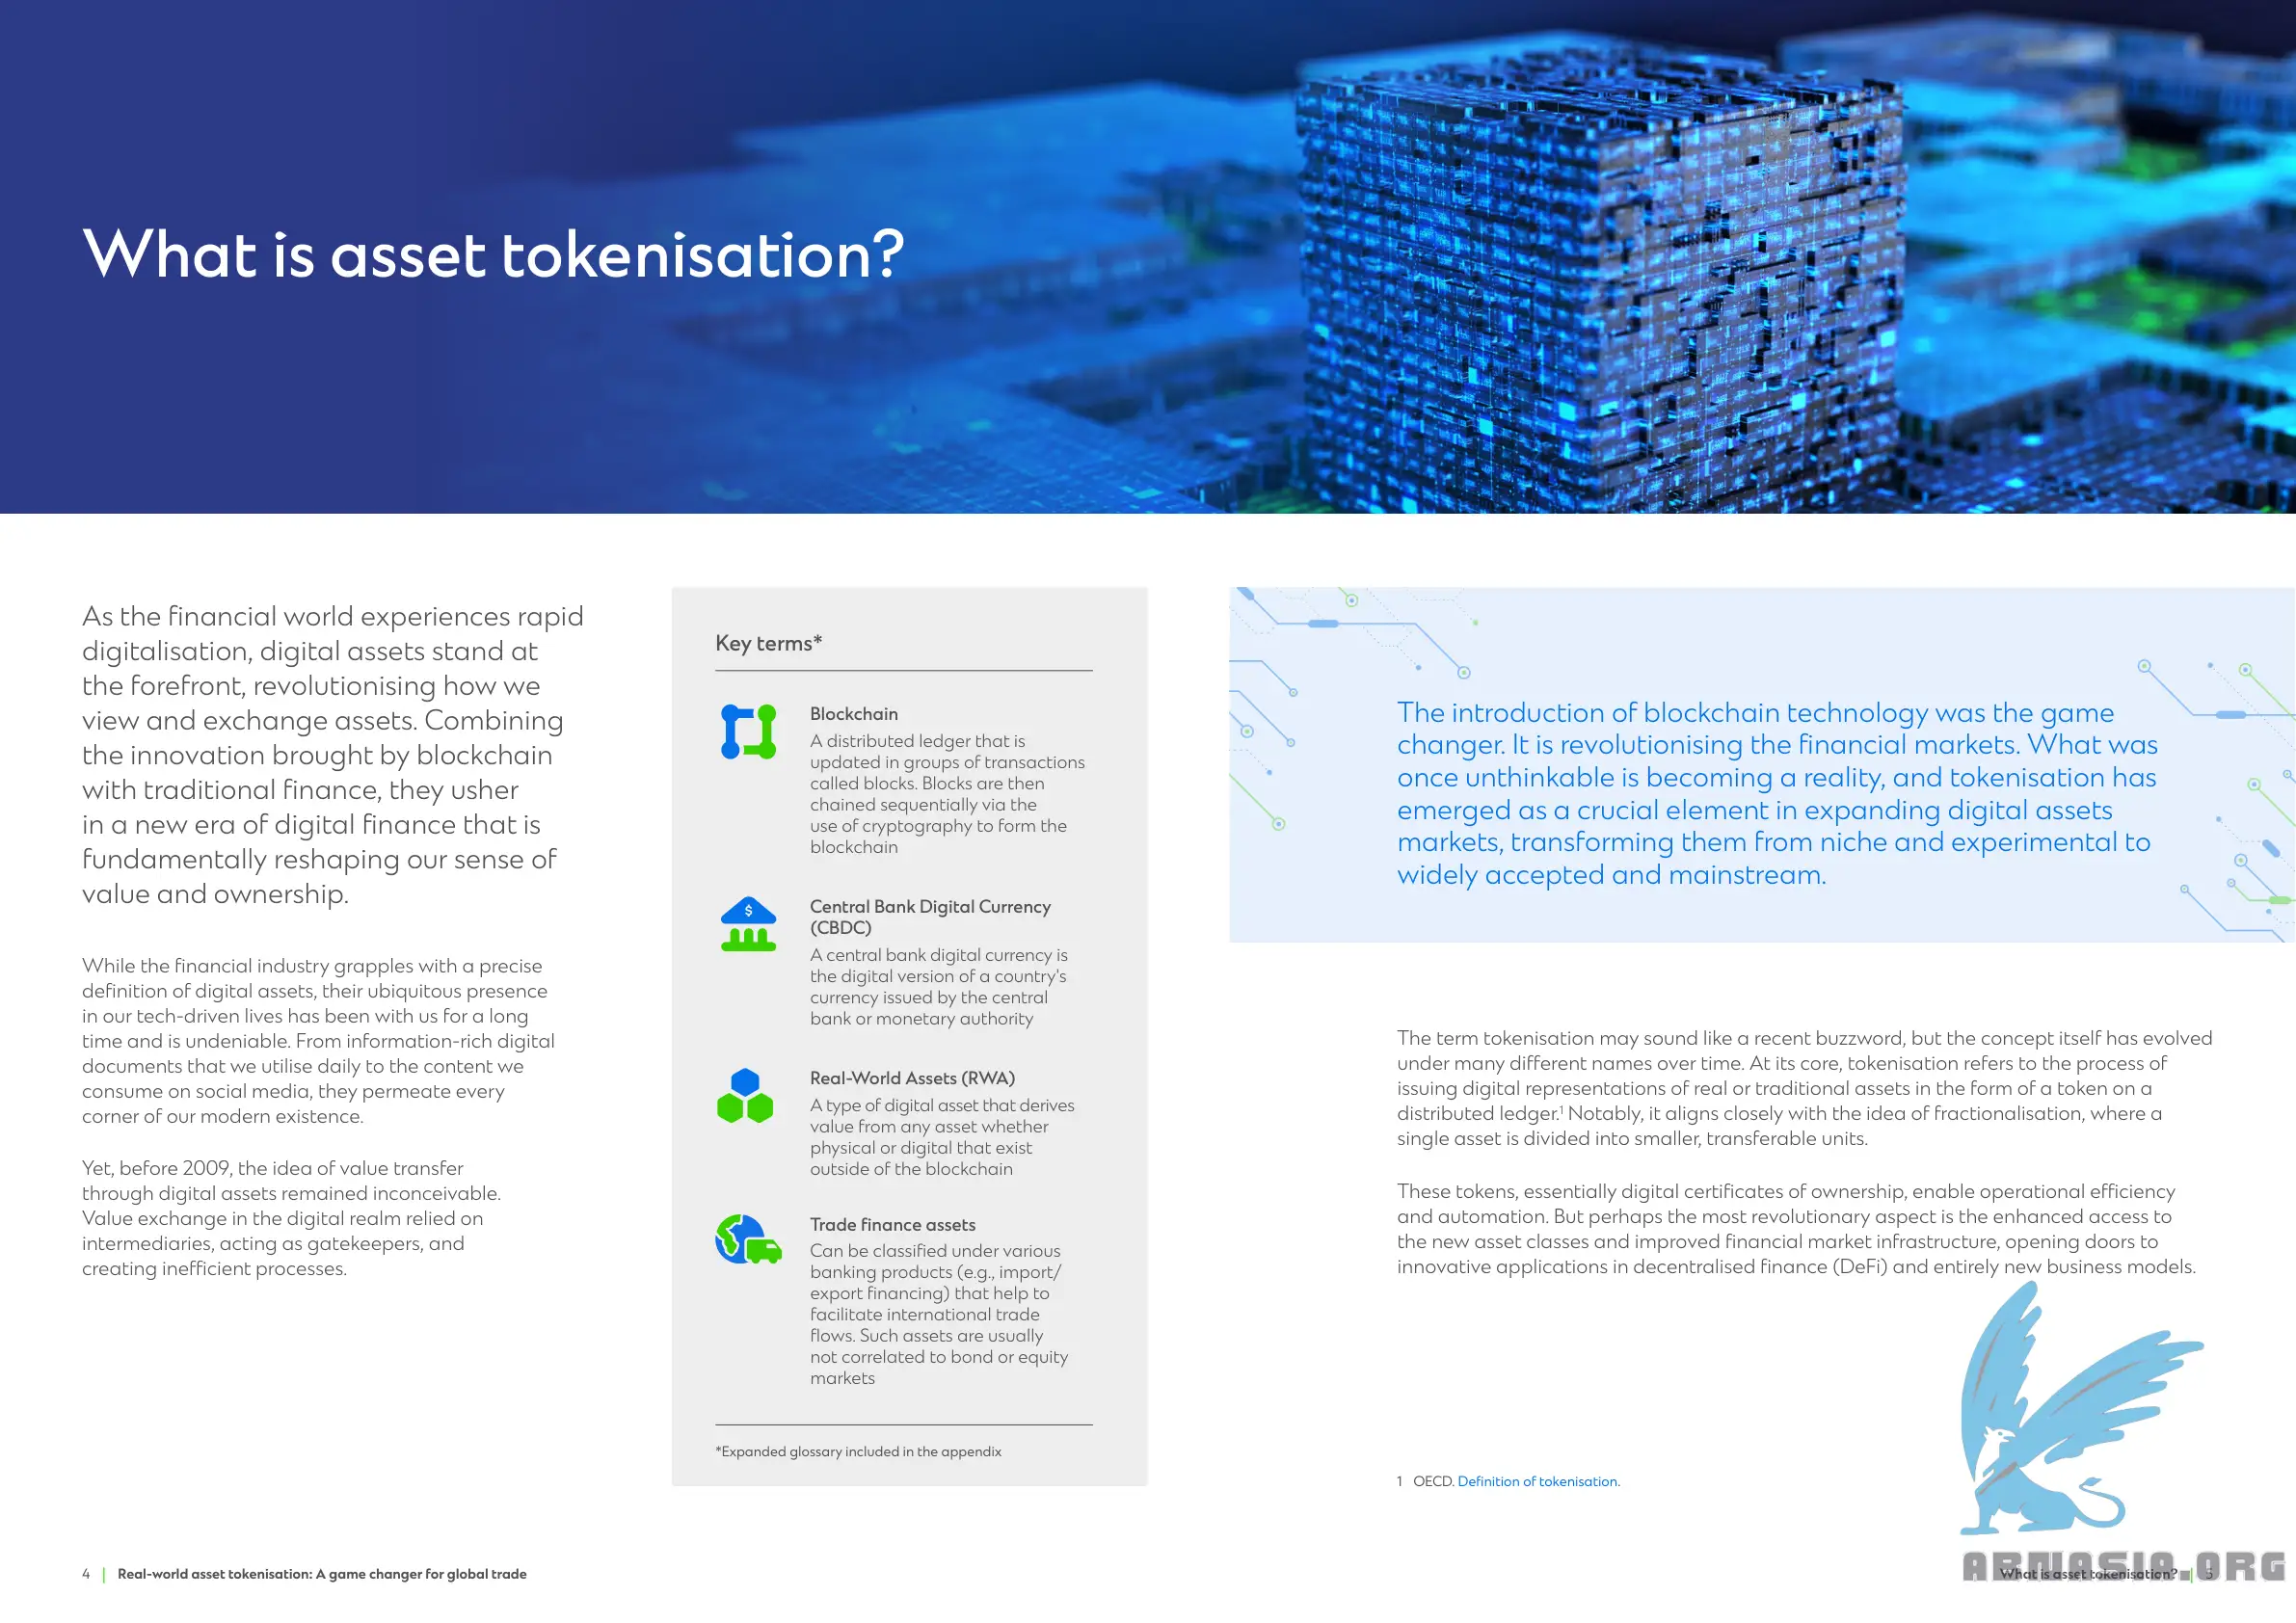 What is asset tokenisation?
As the financial world experiences rapid
digitalisation, digital assets stand at
the forefront, revolutionising how we
view and exchange assets. Combining
the innovation brought by blockchain
with traditional finance, they usher
in a new era of digital finance that is
fundamentally reshaping our sense of
value and ownership.
While the financial industry grapples with a precise
definition of digital assets, their ubiquitous presence
in our tech-driven lives has been with us for a long
time and is undeniable. From information-rich digital
documents that we utilise daily to the content we
consume on social media, they permeate every
corner of our modern existence.
Yet, before 2009, the idea of value transfer
through digital assets remained inconceivable.
Value exchange in the digital realm relied on
intermediaries, acting as gatekeepers, and
creating inefficient processes.
Key terms*
Blockchain
A distributed ledger that is
updated in groups of transactions
called blocks. Blocks are then
chained sequentially via the
use of cryptography to form the
blockchain
$
Central Bank Digital Currency
(CBDC)
A central bank digital currency is
the digital version of a country's
currency issued by the central
bank or monetary authority
Real-World Assets (RWA)
A type of digital asset that derives
value from any asset whether
physical or digital that exist
outside of the blockchain
Trade finance assets
Can be classified under various
banking products (e.g., import/
export financing) that help to
facilitate international trade
flows. Such assets are usually
not correlated to bond or equity
markets
*Expanded glossary included in the appendix
The introduction of blockchain technology was the game
changer. It is revolutionising the financial markets. What was
once unthinkable is becoming a reality, and tokenisation has
emerged as a crucial element in expanding digital assets
markets, transforming them from niche and experimental to
widely accepted and mainstream.
The term tokenisation may sound like a recent buzzword, but the concept itself has evolved
under many different names over time. At its core, tokenisation refers to the process of
issuing digital representations of real or traditional assets in the form of a token on a
distributed ledger.¹ Notably, it aligns closely with the idea of fractionalisation, where a
single asset is divided into smaller, transferable units.
These tokens, essentially digital certificates of ownership, enable operational efficiency
and automation. But perhaps the most revolutionary aspect is the enhanced access to
the new asset classes and improved financial market infrastructure, opening doors to
innovative applications in decentralised finance (DeFi) and entirely new business models.
1 OECD. Definition of tokenisation.
4 | Real-world asset tokenisation: A game changer for global trade
What is asset tokenisation? | 5
ARMASIA.ORG